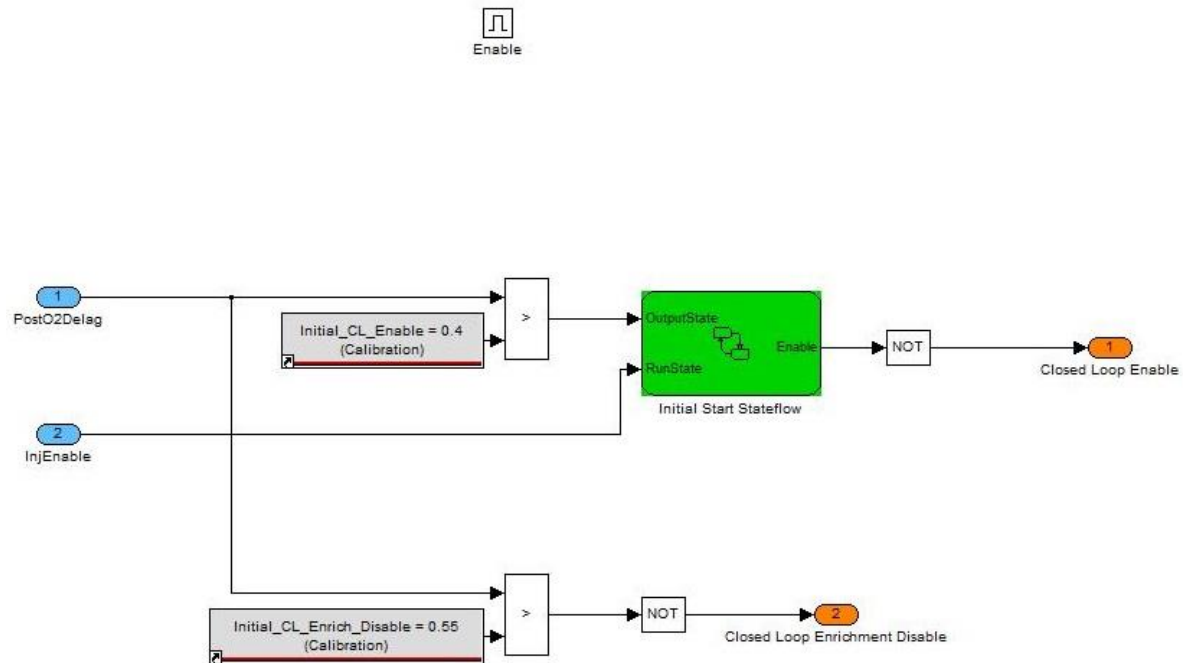 Enable
1
PostO2Delag
Initial_CL_Enable = 0.4
(Calibration)
>
OutputState
RunState
Enable
Initial Start Stateflow
NOT
1
Closed Loop Enable
2
InjEnable
Initial_CL_Enrich_Disable = 0.55
(Calibration)
>
NOT
2
Closed Loop Enrichment Disable